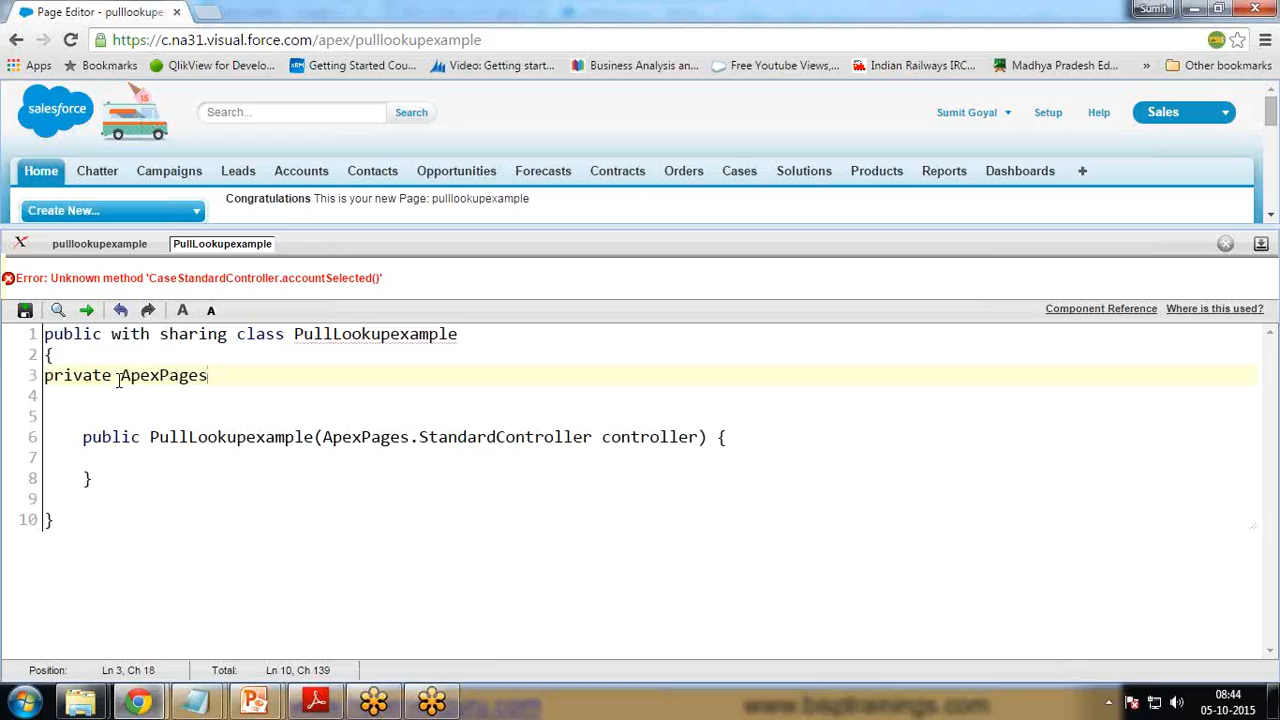 Page Editor - pulllookupe
Sumit
https://c.na31.visual.force.com/apex/pulllookupexample
Apps Bookmarks QlikView for Develo... Getting Started Cou... Video: Getting start... Business Analysis an... Free Youtube Views,... Indian Railways IRC... Madhya Pradesh Ed... » Other bookmarks
salesforce 15 Search... Search Sumit Goyal Setup Help Sales
Home Chatter Campaigns Leads Accounts Contacts Opportunities Forecasts Contracts Orders Cases Solutions Products Reports Dashboards +
Create New... Congratulations This is your new Page: pulllookupexample
pulllookupexample PullLookupexample
Error: Unknown method 'CaseStandardController.accountSelected()'
A A Component Reference Where is this used?
1 public with sharing class PullLookupexample
2 {
3 private ApexPages
4
5
6 public PullLookupexample(ApexPages.StandardController controller) {
7
8 }
9
10 }
Position: Ln 3, Ch 18 Total: Ln 10, Ch 139
08:44
05-10-2015